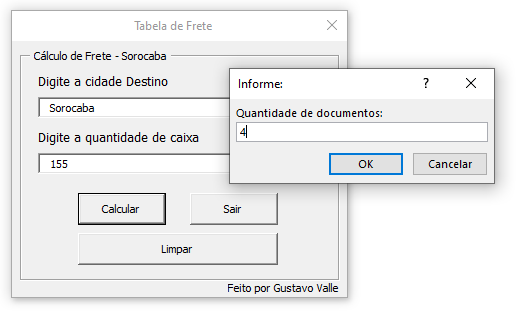 Tabela de Frete
Cálculo de Frete - Sorocaba
Digite a cidade Destino
Sorocaba
Digite a quantidade de caixa
155
Calcular
Sair
Limpar
Feito por Gustavo Valle
Informe:
?
Quantidade de documentos:
4
OK
Cancelar